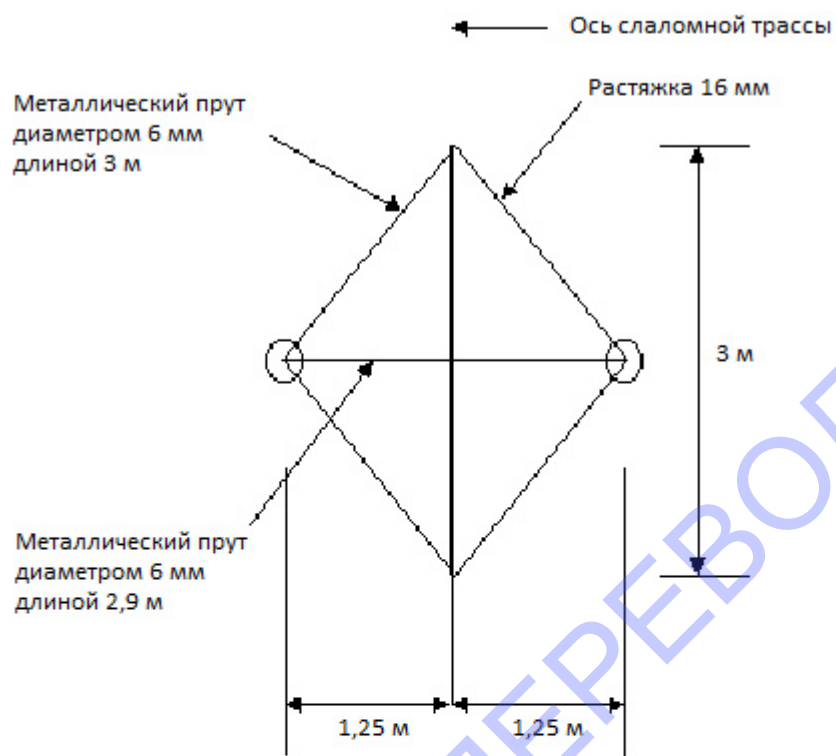 Ось слаломной трассы
Растяжка 16 мм
Металлический прут
диаметром 6 мм
длиной 3 м
3 м
Металлический прут
диаметром 6 мм
длиной 2,9 м
1,25 м
1,25 м
ПЕРЕВОД